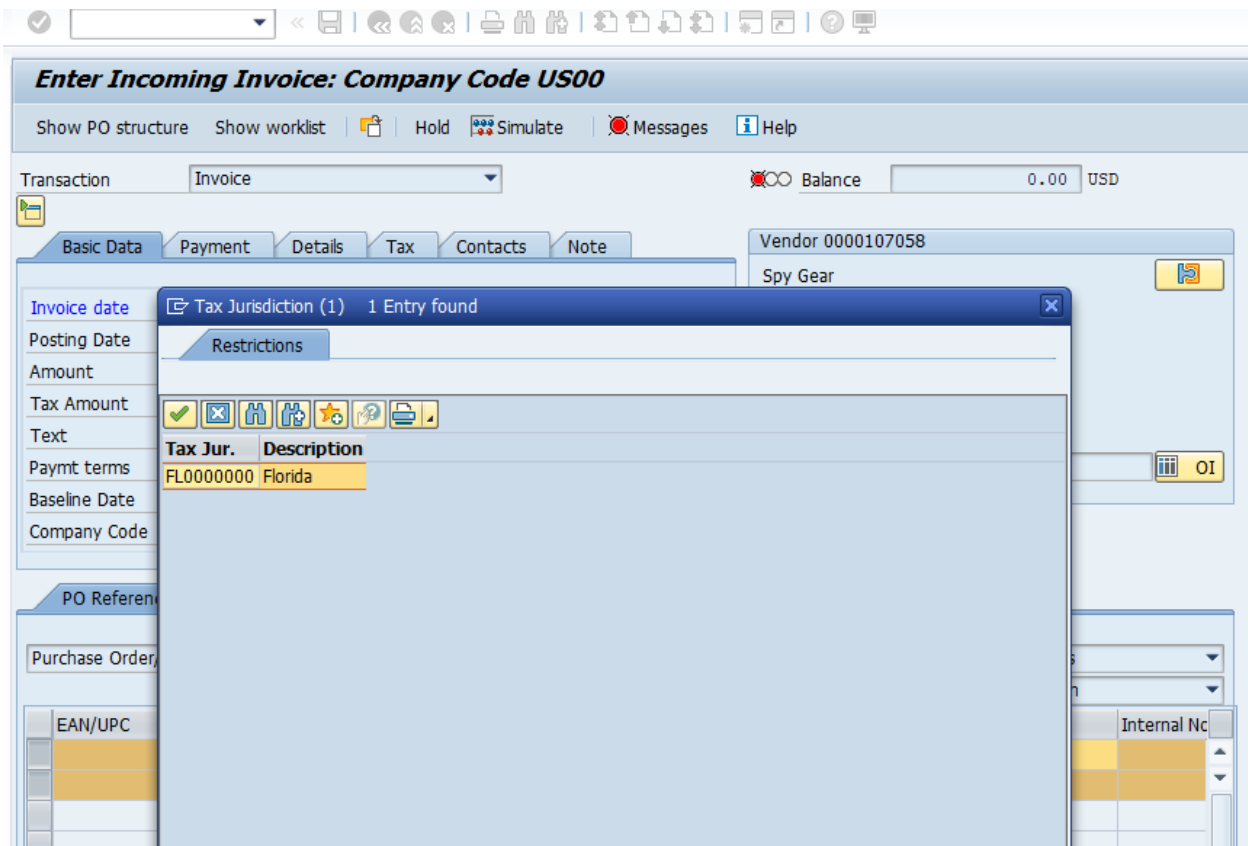 Enter Incoming Invoice: Company Code US00
Show PO structure Show worklist Hold Simulate Messages Help
Transaction Invoice Balance 0.00 USD
Basic Data Payment Details Tax Contacts Note
Vendor 0000107058
Spy Gear
Invoice date
Tax Jurisdiction (1) 1 Entry found
Posting Date
Restrictions
Amount
Tax Amount
Text
Tax Jur. Description
Paymt terms
FL0000000 Florida
OI
Baseline Date
Company Code
PO Referen
Purchase Order/
EAN/UPC
Internal No